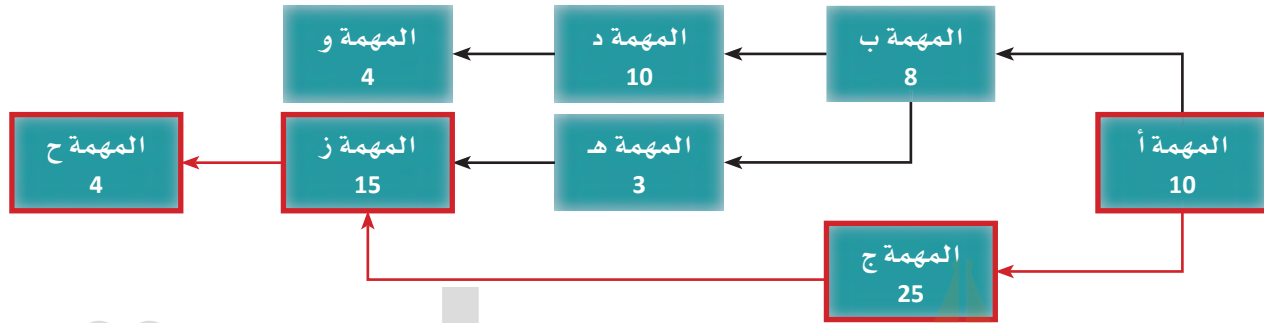 المهمة أ
10
المهمة ب
8
المهمة د
10
المهمة و
4
المهمة هـ
3
المهمة ز
15
المهمة ح
4
المهمة ج
25